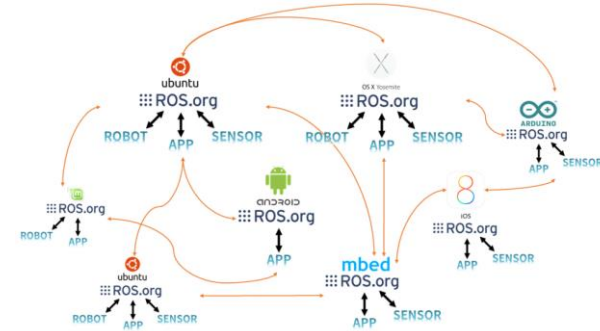 ubuntu
ROS.org
ROBOT
APP
SENSOR
OS X Yosemite
ROS.org
ROBOT
APP
SENSOR
ARDUINO
ROS.org
APP
SENSOR
ROS.org
ROBOT
APP
ANDROID
ROS.org
APP
8
iOS
ROS.org
APP
SENSOR
ubuntu
ROS.org
ROBOT
APP
SENSOR
mbed
ROS.org
APP
SENSOR